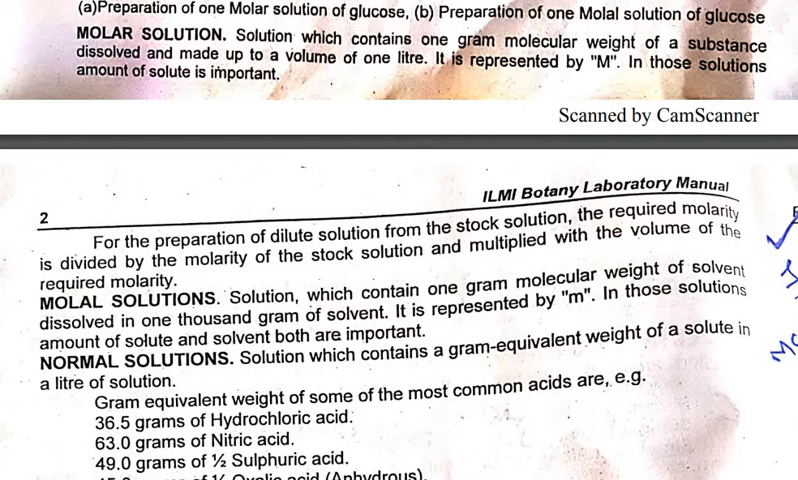 (a)Preparation of one Molar solution of glucose, (b) Preparation of one Molal solution of glucose
MOLAR SOLUTION. Solution which contains one gram molecular weight of a substance
dissolved and made up to a volume of one litre. It is represented by "M". In those solutions
amount of solute is important.
Scanned by CamScanner
2
ILMI Botany Laboratory Manual
For the preparation of dilute solution from the stock solution, the required molarity
is divided by the molarity of the stock solution and multiplied with the volume of the
required molarity.
MOLAL SOLUTIONS. Solution, which contain one gram molecular weight of solvent
dissolved in one thousand gram of solvent. It is represented by "m". In those solutions
amount of solute and solvent both are important.
NORMAL SOLUTIONS. Solution which contains a gram-equivalent weight of a solute in
a litre of solution.
Gram equivalent weight of some of the most common acids are, e.g.
36.5 grams of Hydrochloric acid.
63.0 grams of Nitric acid.
49.0 grams of ½ Sulphuric acid.
acid (Anhydrous).